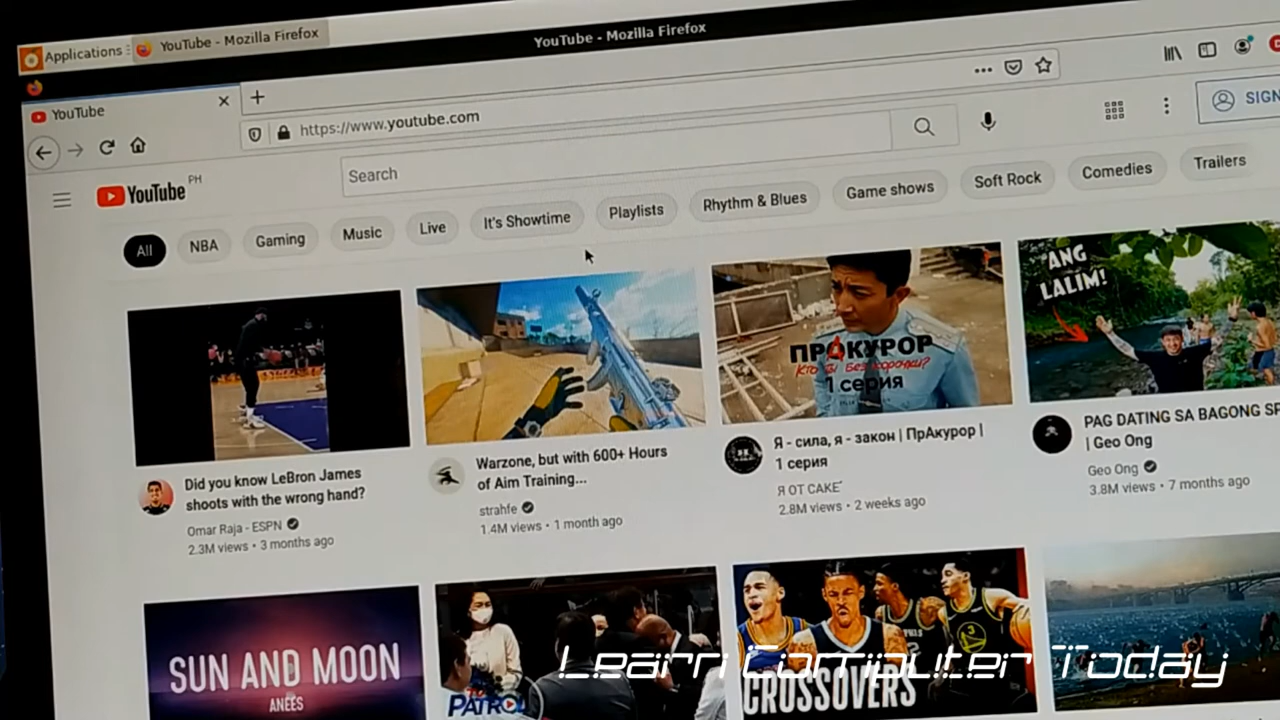 Applications
YouTube - Mozilla Firefox
YouTube - Mozilla Firefox
YouTube
https://www.youtube.com
SIGN
YouTube PH
Search
All
NBA
Gaming
Music
Live
It's Showtime
Playlists
Rhythm & Blues
Game shows
Soft Rock
Comedies
Trailers
ПРАКУРОР
Кто ты без корочки?
1 серия
"ANG
LALIM!"
Did you know LeBron James
shoots with the wrong hand?
Omar Raja - ESPN
2.3M views • 3 months ago
Warzone, but with 600+ Hours
of Aim Training...
strahfe
1.4M views • 1 month ago
Я - сила, я - закон | ПрАкурор |
1 серия
Я ОТ САКЕ'
2.8M views • 2 weeks ago
PAG DATING SA BAGONG SP
| Geo Ong
Geo Ong
3.8M views • 7 months ago
SUN AND MOON
ANEES
PATROL
CROSSOVERS
Learn Computer Today